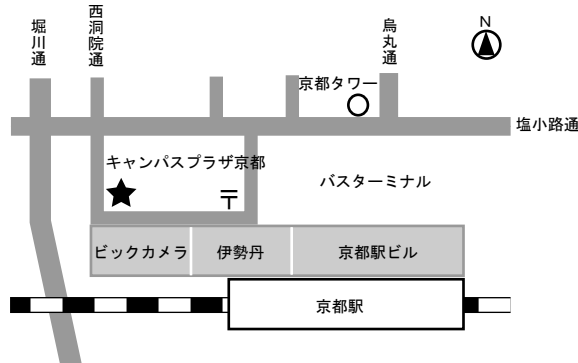 堀川通
西洞院通
烏丸通
N
京都タワー
塩小路通
キャンパスプラザ京都
バスターミナル
〒
ビックカメラ
伊勢丹
京都駅ビル
京都駅